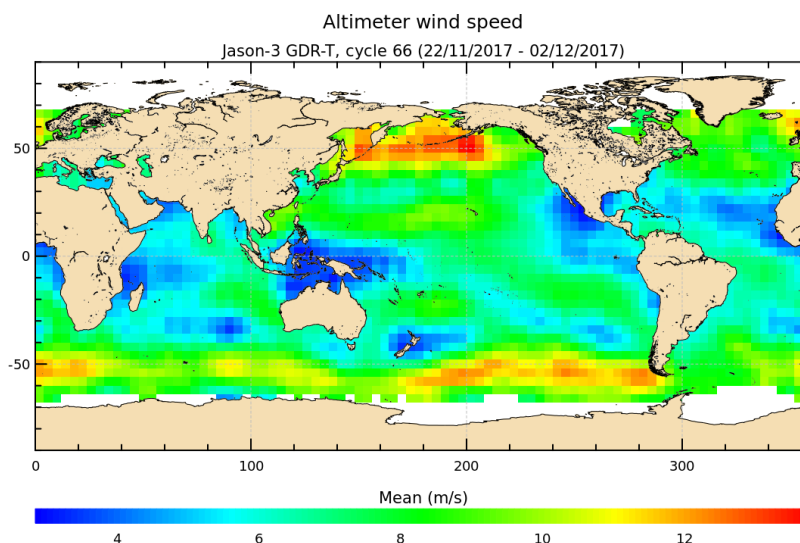 Altimeter wind speed
Jason-3 GDR-T, cycle 66 (22/11/2017 - 02/12/2017)
50
0
-50
0 100 200 300
Mean (m/s)
4 6 8 10 12